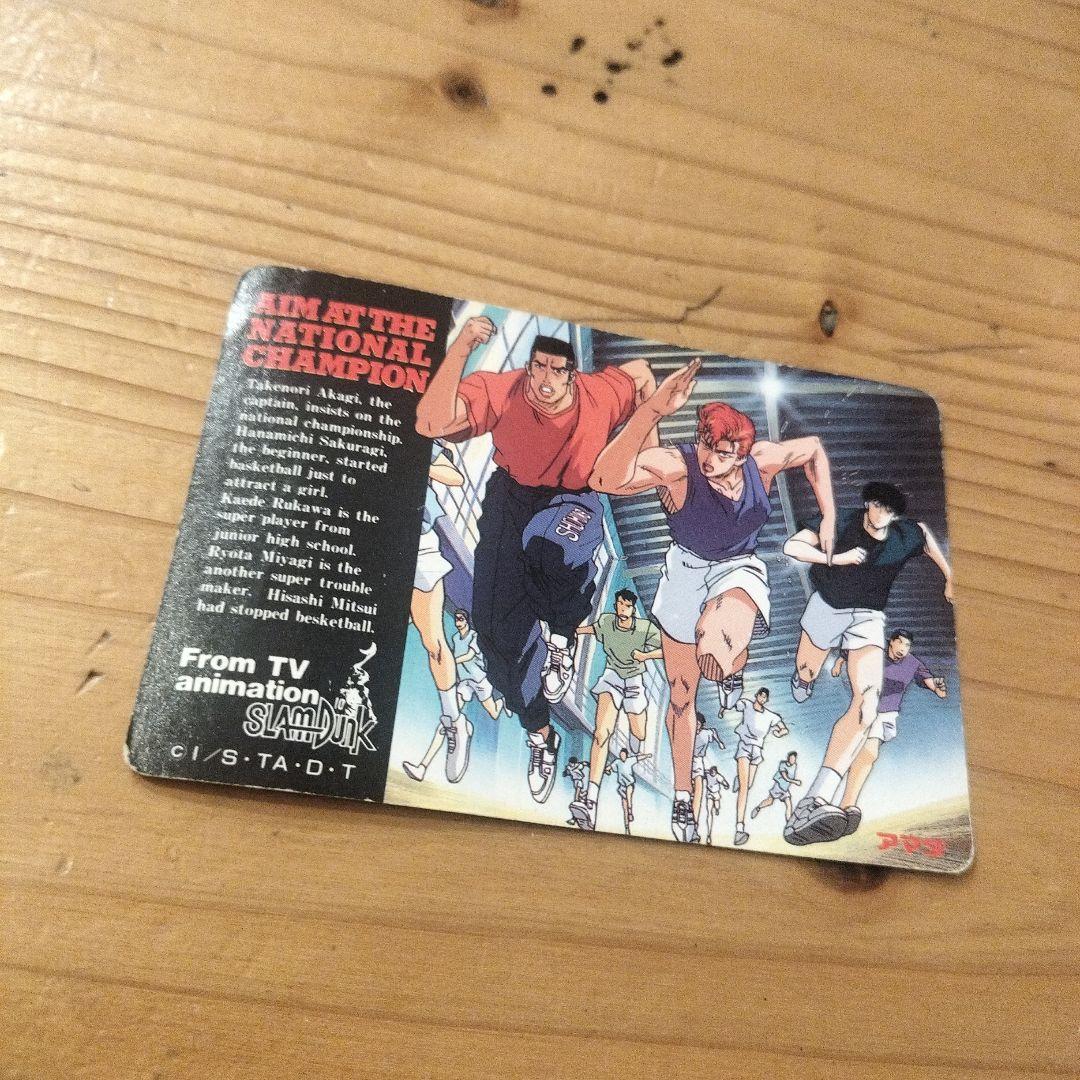 AIM AT THE
NATIONAL
CHAMPION
Takenori Akagi, the
captain, insists on the
national championship.
Hanamichi Sakuragi,
the beginner, started
basketball just to
attract a girl.
Kaede Rukawa is the
super player from
junior high school.
Ryota Miyagi is the
another super trouble
maker. Hisashi Mitsui
had stopped besketball.
From TV
animation
SLAM DUNK
10
©I/S・TA・D・T
SHOHOKU
アマダ